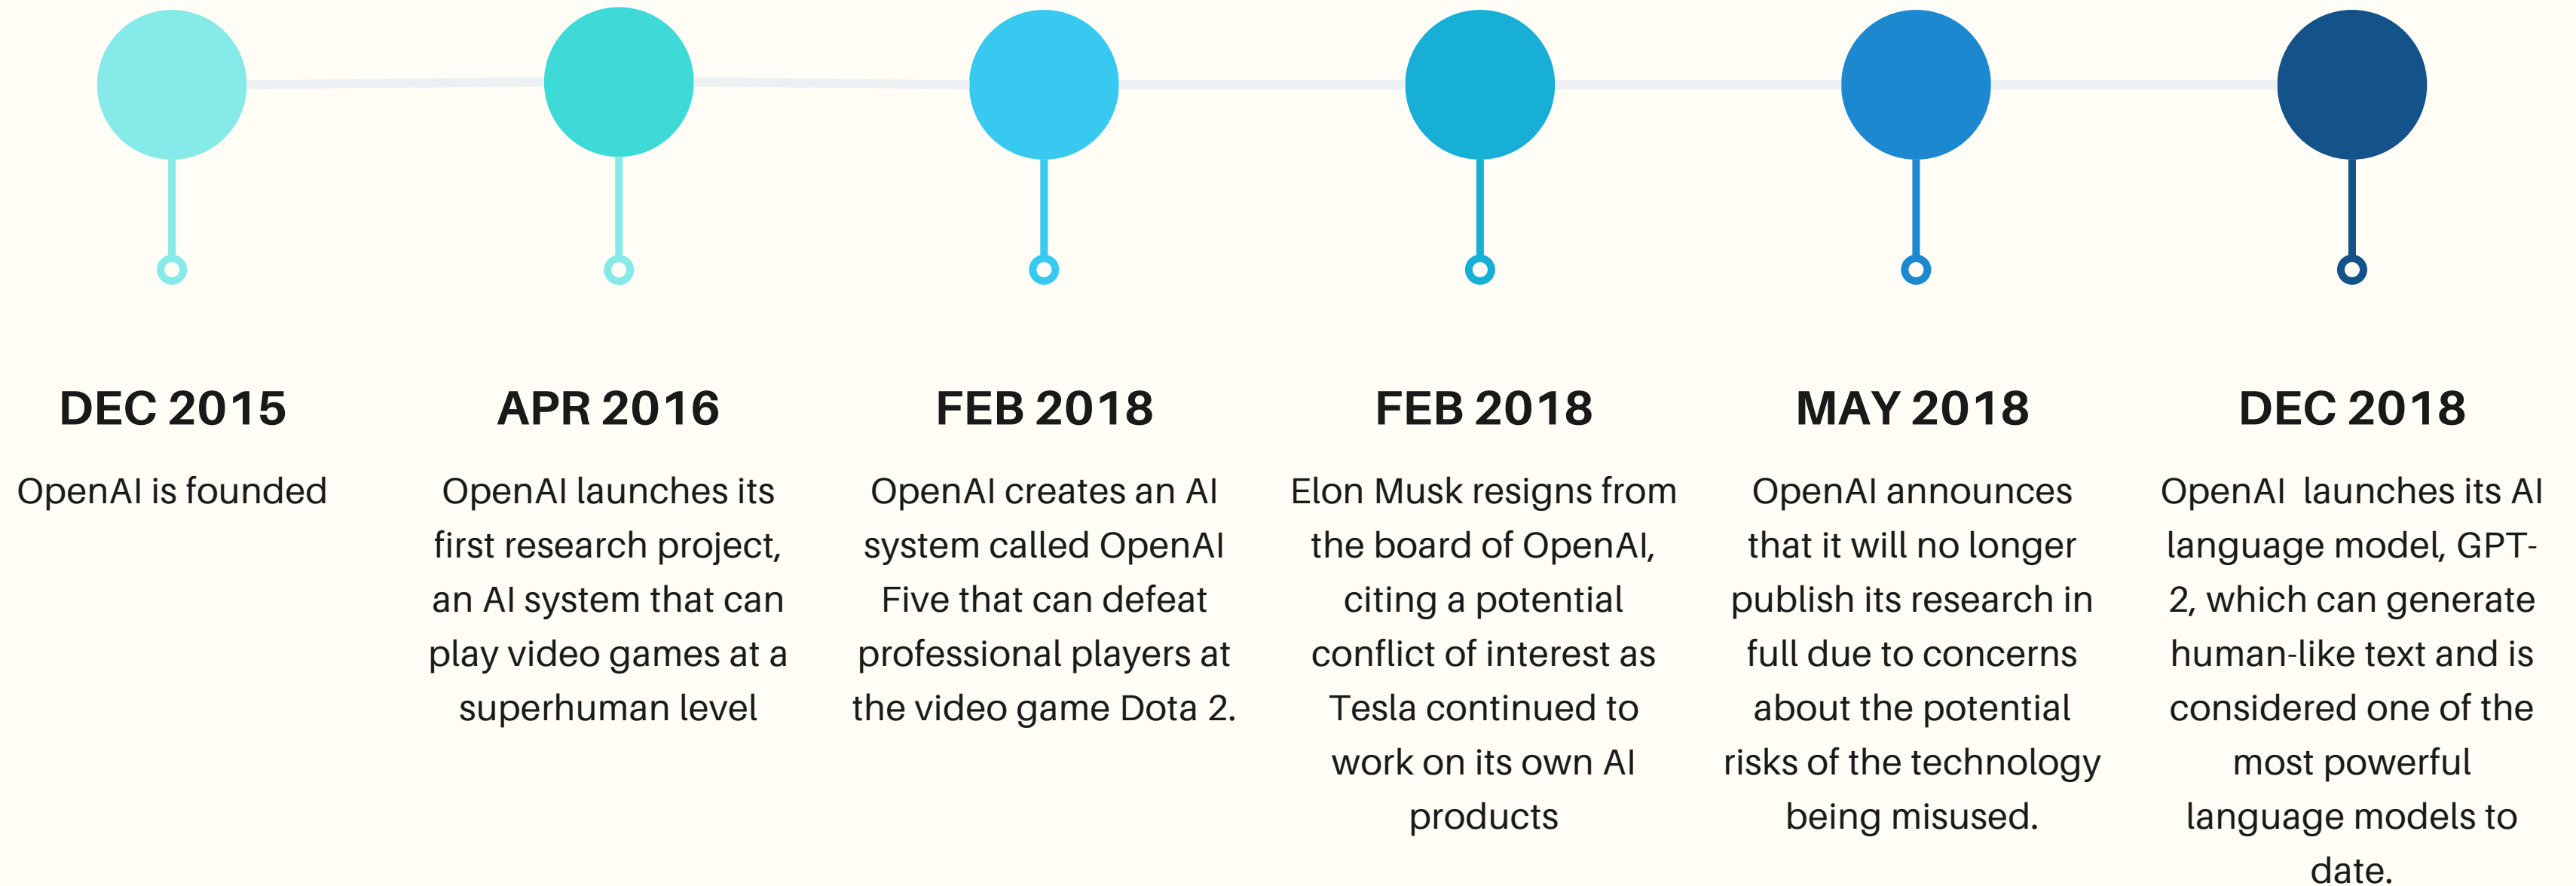 DEC 2015
OpenAI is founded
APR 2016
OpenAI launches its
first research project,
an AI system that can
play video games at a
superhuman level
FEB 2018
OpenAI creates an AI
system called OpenAI
Five that can defeat
professional players at
the video game Dota 2.
FEB 2018
Elon Musk resigns from
the board of OpenAI,
citing a potential
conflict of interest as
Tesla continued to
work on its own AI
products
MAY 2018
OpenAI announces
that it will no longer
publish its research in
full due to concerns
about the potential
risks of the technology
being misused.
DEC 2018
OpenAI  launches its AI
language model, GPT-
2, which can generate
human-like text and is
considered one of the
most powerful
language models to
date.